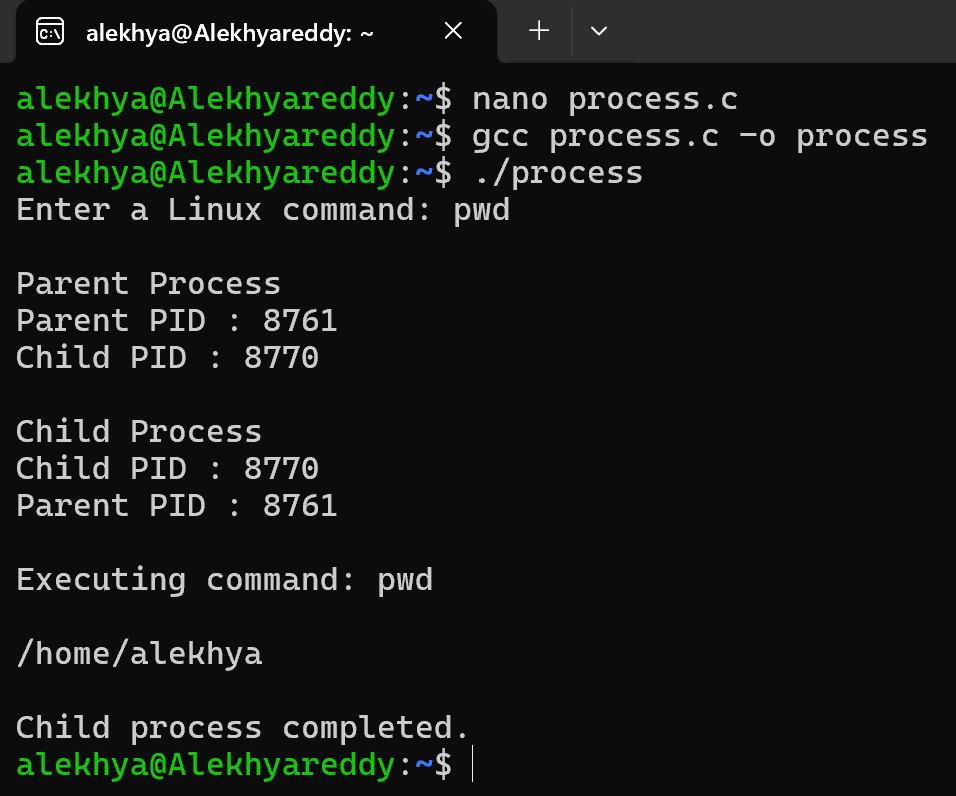 alekhya@Alekhyareddy: ~
alekhya@Alekhyareddy:~$ nano process.c
alekhya@Alekhyareddy:~$ gcc process.c -o process
alekhya@Alekhyareddy:~$ ./process
Enter a Linux command: pwd
Parent Process
Parent PID : 8761
Child PID : 8770
Child Process
Child PID : 8770
Parent PID : 8761
Executing command: pwd
/home/alekhya
Child process completed.
alekhya@Alekhyareddy:~$